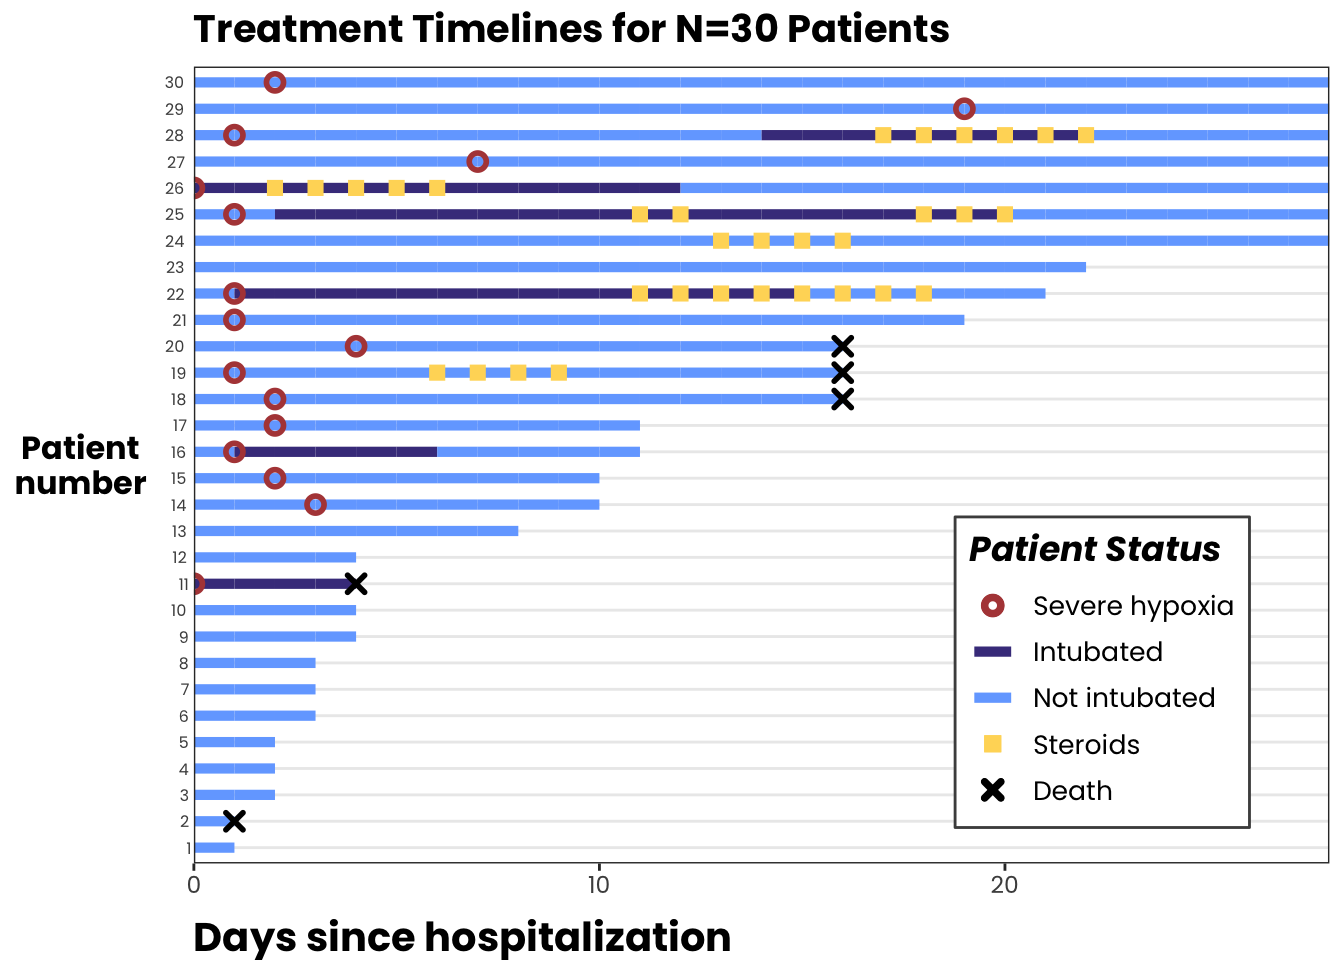 Treatment Timelines for N=30 Patients
30
29
28
27
26
25
24
23
22
21
20
19
18
17
16
15
14
13
12
11
10
9
8
7
6
5
4
3
2
1
Patient
number
Patient Status
Severe hypoxia
Intubated
Not intubated
Steroids
Death
0 10 20
Days since hospitalization